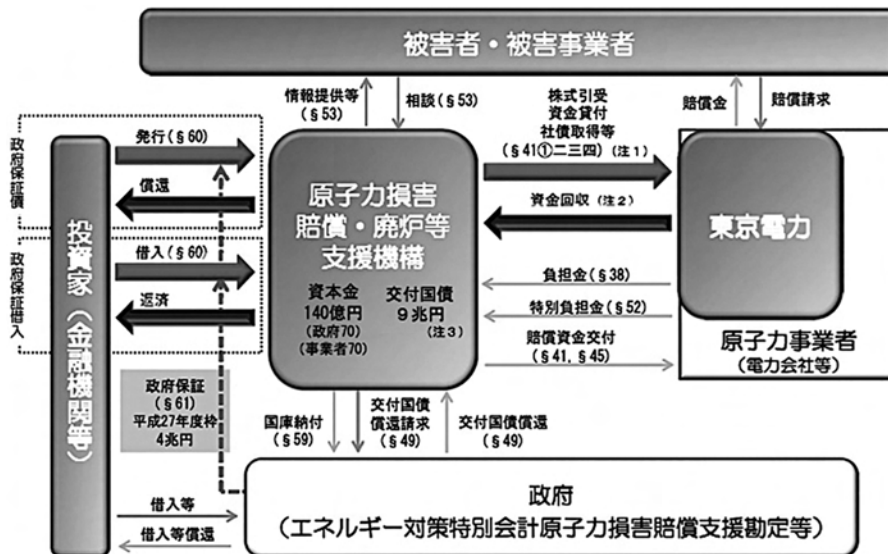 被害者・被害事業者
情報提供等
(§53)
相談(§53)
株式引受
資金貸付
社債取得等
(§41①二三四)(注1)
賠償金
賠償請求
政府保証債
発行(§60)
償還
政府保証借入
借入(§60)
返済
投資家(金融機関等)
原子力損害
賠償・廃炉等
支援機構
資本金
140億円
(政府70)
(事業者70)
交付国債
9兆円
(注3)
資金回収(注2)
東京電力
負担金(§38)
特別負担金(§52)
賠償資金交付
(§41, §45)
原子力事業者
(電力会社等)
政府保証
(§61)
平成27年度枠
4兆円
国庫納付
(§59)
交付国債
償還請求
(§49)
交付国債償還
(§49)
借入等
借入等償還
政府
(エネルギー対策特別会計原子力損害賠償支援勘定等)